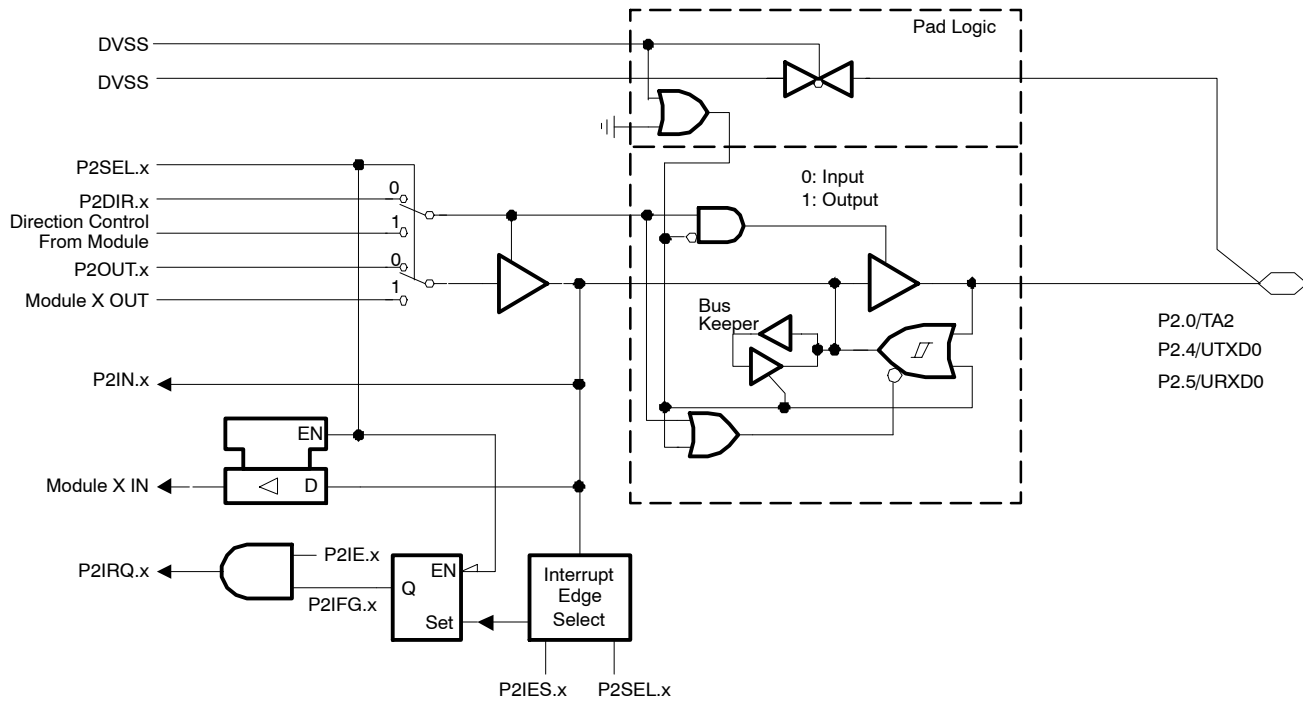 Pad Logic
DVSS
DVSS
P2SEL.x
0
P2DIR.x
0: Input
1: Output
Direction Control
From Module
1
P2OUT.x
0
Module X OUT
1
Bus
Keeper
P2.0/TA2
P2.4/UTXD0
P2.5/URXD0
P2IN.x
EN
Module X IN
D
P2IRQ.x
P2IE.x
P2IFG.x
EN
Q
Set
Interrupt
Edge
Select
P2IES.x
P2SEL.x